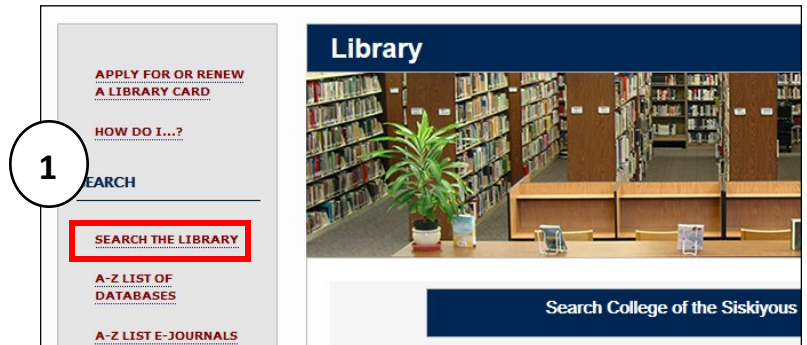 Library
APPLY FOR OR RENEW
A LIBRARY CARD
HOW DO I...?
1
EARCH
SEARCH THE LIBRARY
A-Z LIST OF
DATABASES
A-Z LIST E-JOURNALS
Search College of the Siskiyous